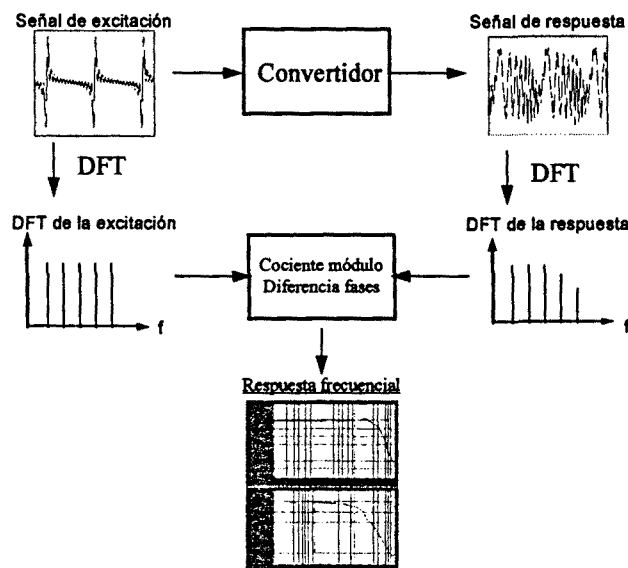 Señal de excitación
Señal de respuesta
Convertidor
DFT
DFT
DFT de la excitación
DFT de la respuesta
Cociente módulo
Diferencia fases
f
f
Respuesta frecuencial